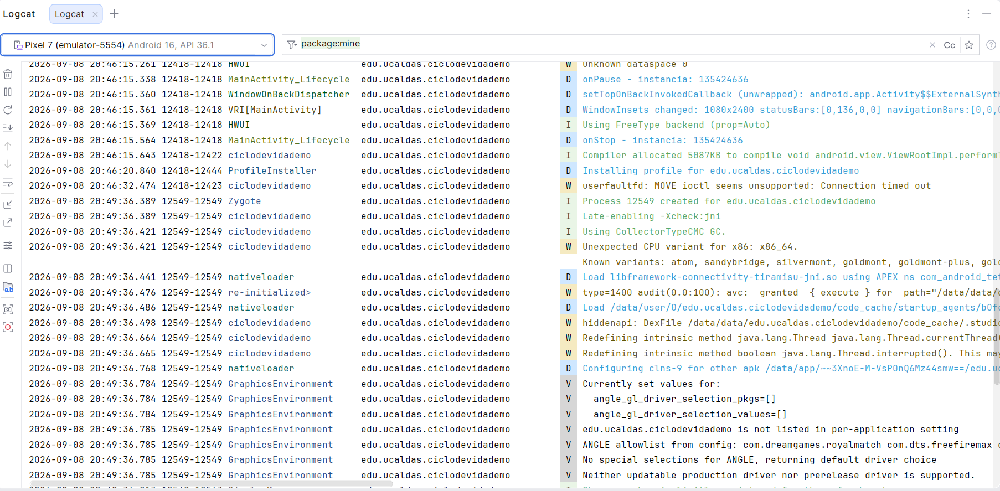 Logcat
Logcat
Pixel 7 (emulator-5554) Android 16, API 36.1
package:mine
Cc
2026-09-08 20:46:15.261 12418-12418 HWUI edu.ucaldas.ciclodevidademo W Unknown dataspace 0
2026-09-08 20:46:15.338 12418-12418 MainActivity_Lifecycle edu.ucaldas.ciclodevidademo D onPause - instancia: 135424636
2026-09-08 20:46:15.360 12418-12418 WindowOnBackDispatcher edu.ucaldas.ciclodevidademo D setTopOnBackInvokedCallback (unwrapped): android.app.Activity$$ExternalSynth
2026-09-08 20:46:15.361 12418-12418 VRI[MainActivity] edu.ucaldas.ciclodevidademo D WindowInsets changed: 1080x2400 statusBars:[0,136,0,0] navigationBars:[0,0,0
2026-09-08 20:46:15.369 12418-12418 HWUI edu.ucaldas.ciclodevidademo I Using FreeType backend (prop=Auto)
2026-09-08 20:46:15.564 12418-12418 MainActivity_Lifecycle edu.ucaldas.ciclodevidademo D onStop - instancia: 135424636
2026-09-08 20:46:15.643 12418-12422 ciclodevidademo edu.ucaldas.ciclodevidademo I Compiler allocated 5087KB to compile void android.view.ViewRootImpl.perform
2026-09-08 20:46:20.840 12418-12444 ProfileInstaller edu.ucaldas.ciclodevidademo D Installing profile for edu.ucaldas.ciclodevidademo
2026-09-08 20:46:32.474 12418-12423 ciclodevidademo edu.ucaldas.ciclodevidademo W userfaultfd: MOVE ioctl seems unsupported: Connection timed out
2026-09-08 20:49:36.389 12549-12549 Zygote edu.ucaldas.ciclodevidademo I Process 12549 created for edu.ucaldas.ciclodevidademo
2026-09-08 20:49:36.389 12549-12549 ciclodevidademo edu.ucaldas.ciclodevidademo I Late-enabling -Xcheck:jni
2026-09-08 20:49:36.421 12549-12549 ciclodevidademo edu.ucaldas.ciclodevidademo I Using CollectorTypeCMC GC.
2026-09-08 20:49:36.421 12549-12549 ciclodevidademo edu.ucaldas.ciclodevidademo W Unexpected CPU variant for x86: x86_64.
Known variants: atom, sandybridge, silvermont, goldmont, goldmont-plus, gol
2026-09-08 20:49:36.441 12549-12549 nativeloader edu.ucaldas.ciclodevidademo D Load libframework-connectivity-tiramisu-jni.so using APEX ns com_android_tet
2026-09-08 20:49:36.476 12549-12549 re-initialized> edu.ucaldas.ciclodevidademo W type=1400 audit(0.0:100): avc: granted { execute } for path="/data/data/e
2026-09-08 20:49:36.486 12549-12549 nativeloader edu.ucaldas.ciclodevidademo D Load /data/user/0/edu.ucaldas.ciclodevidademo/code_cache/startup_agents/b0fe
2026-09-08 20:49:36.498 12549-12549 ciclodevidademo edu.ucaldas.ciclodevidademo W hiddenapi: DexFile /data/data/edu.ucaldas.ciclodevidademo/code_cache/.studio
2026-09-08 20:49:36.664 12549-12549 ciclodevidademo edu.ucaldas.ciclodevidademo W Redefining intrinsic method java.lang.Thread java.lang.Thread.currentThread(
2026-09-08 20:49:36.665 12549-12549 ciclodevidademo edu.ucaldas.ciclodevidademo W Redefining intrinsic method boolean java.lang.Thread.interrupted(). This may
2026-09-08 20:49:36.768 12549-12549 nativeloader edu.ucaldas.ciclodevidademo D Configuring clns-9 for other apk /data/app/~~3XnoE-M-VsP0nQ6Mz44smw==/edu.uc
2026-09-08 20:49:36.784 12549-12549 GraphicsEnvironment edu.ucaldas.ciclodevidademo V Currently set values for:
2026-09-08 20:49:36.784 12549-12549 GraphicsEnvironment edu.ucaldas.ciclodevidademo V angle_gl_driver_selection_pkgs=[]
2026-09-08 20:49:36.784 12549-12549 GraphicsEnvironment edu.ucaldas.ciclodevidademo V angle_gl_driver_selection_values=[]
2026-09-08 20:49:36.785 12549-12549 GraphicsEnvironment edu.ucaldas.ciclodevidademo V edu.ucaldas.ciclodevidademo is not listed in per-application setting
2026-09-08 20:49:36.785 12549-12549 GraphicsEnvironment edu.ucaldas.ciclodevidademo V ANGLE allowlist from config: com.dreamgames.royalmatch com.dts.freefiremax
2026-09-08 20:49:36.785 12549-12549 GraphicsEnvironment edu.ucaldas.ciclodevidademo V No special selections for ANGLE, returning default driver choice
2026-09-08 20:49:36.785 12549-12549 GraphicsEnvironment edu.ucaldas.ciclodevidademo V Neither updatable production driver nor prerelease driver is supported.